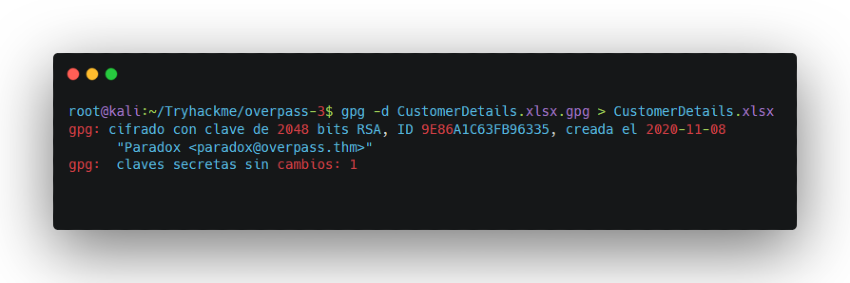 root@kali:~/Tryhackme/overpass-3$ gpg -d CustomerDetails.xlsx.gpg > CustomerDetails.xlsx
gpg: cifrado con clave de 2048 bits RSA, ID 9E86A1C63FB96335, creada el 2020-11-08
"Paradox <paradox@overpass.thm>"
gpg: claves secretas sin cambios: 1